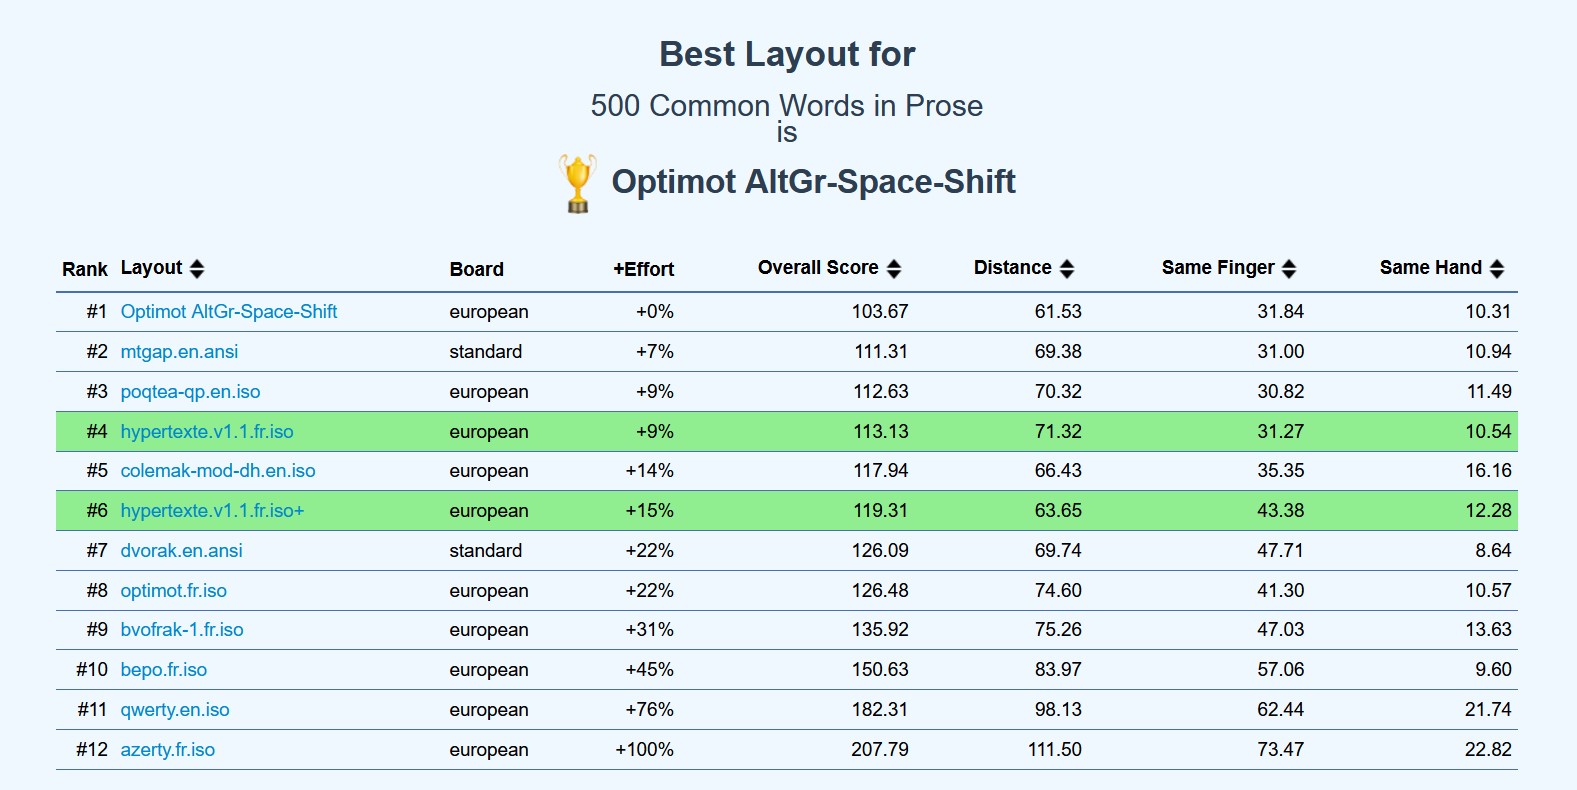 Best Layout for
500 Common Words in Prose
is
Optimot AltGr-Space-Shift
Rank Layout Board +Effort Overall Score Distance Same Finger Same Hand
#1 Optimot AltGr-Space-Shift european +0% 103.67 61.53 31.84 10.31
#2 mtgap.en.ansi standard +7% 111.31 69.38 31.00 10.94
#3 poqtea-qp.en.iso european +9% 112.63 70.32 30.82 11.49
#4 hypertexte.v1.1.fr.iso european +9% 113.13 71.32 31.27 10.54
#5 colemak-mod-dh.en.iso european +14% 117.94 66.43 35.35 16.16
#6 hypertexte.v1.1.fr.iso+ european +15% 119.31 63.65 43.38 12.28
#7 dvorak.en.ansi standard +22% 126.09 69.74 47.71 8.64
#8 optimot.fr.iso european +22% 126.48 74.60 41.30 10.57
#9 bvofrak-1.fr.iso european +31% 135.92 75.26 47.03 13.63
#10 bepo.fr.iso european +45% 150.63 83.97 57.06 9.60
#11 qwerty.en.iso european +76% 182.31 98.13 62.44 21.74
#12 azerty.fr.iso european +100% 207.79 111.50 73.47 22.82